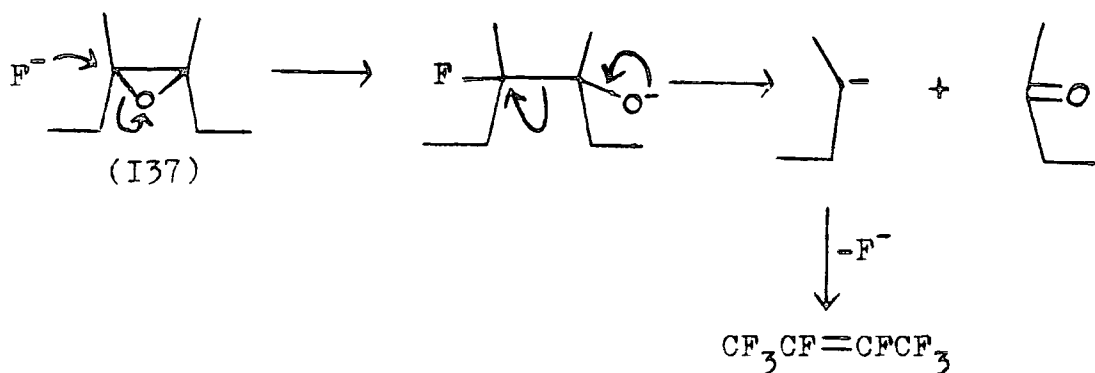 F⁻
O
(I37)
F
O⁻
-
+
O
-F⁻
CF₃CF=CFCF₃